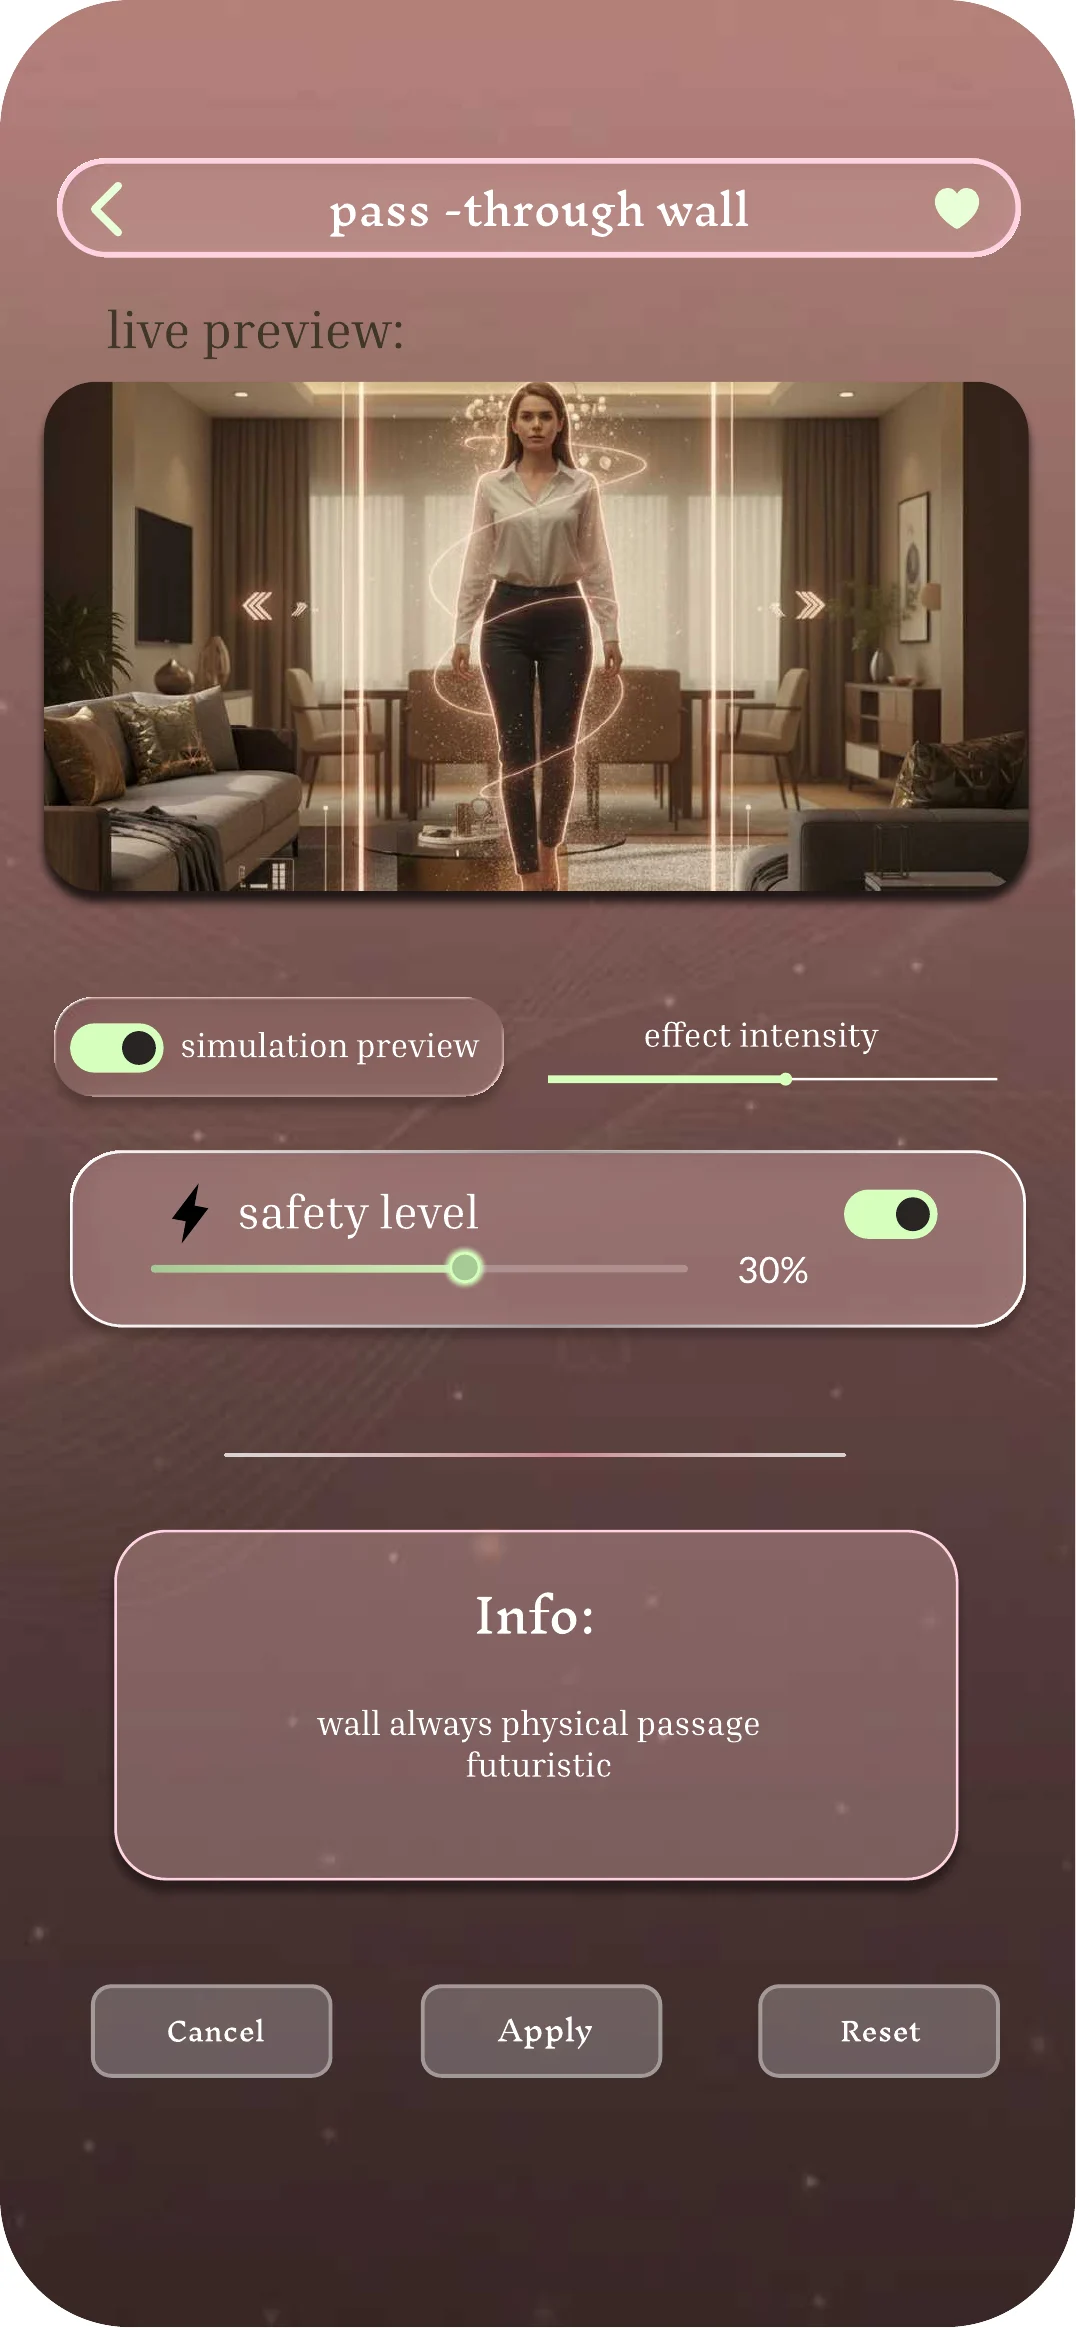 pass -through wall
live preview:
simulation preview
effect intensity
safety level
30%
Info:
wall always physical passage
futuristic
Cancel
Apply
Reset